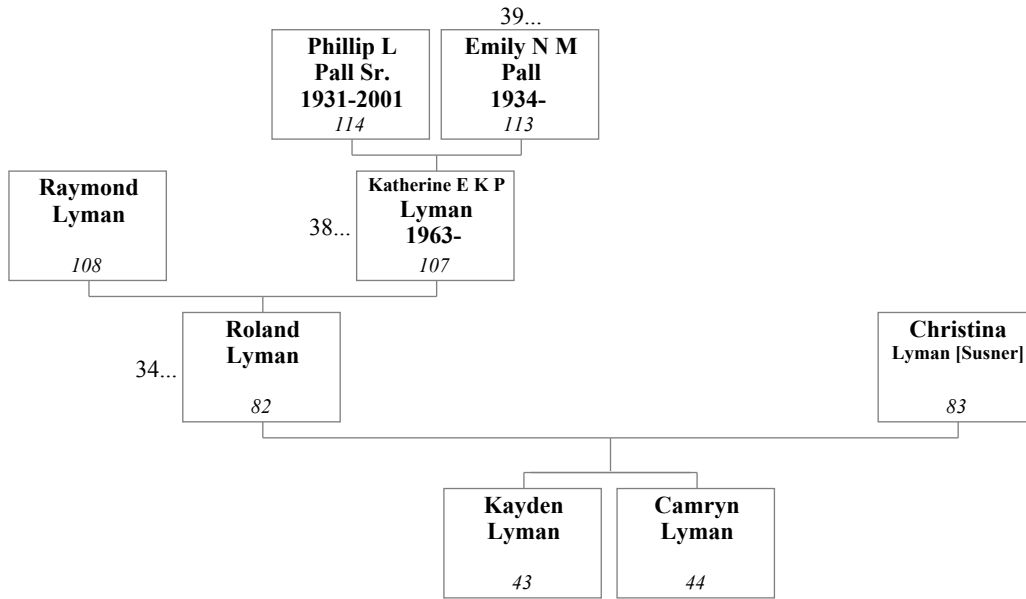 39...
Phillip L
Pall Sr.
1931-2001
114
Emily N M
Pall
1934-
113
Raymond
Lyman
108
38...
Katherine E K P
Lyman
1963-
107
34...
Roland
Lyman
82
Christina
Lyman [Susner]
83
Kayden
Lyman
43
Camryn
Lyman
44